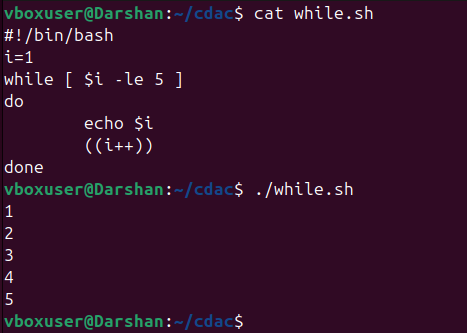 vboxuser@Darshan:~/cdac$ cat while.sh
#!/bin/bash
i=1
while [ $i -le 5 ]
do
        echo $i
        ((i++))
done
vboxuser@Darshan:~/cdac$ ./while.sh
1
2
3
4
5
vboxuser@Darshan:~/cdac$